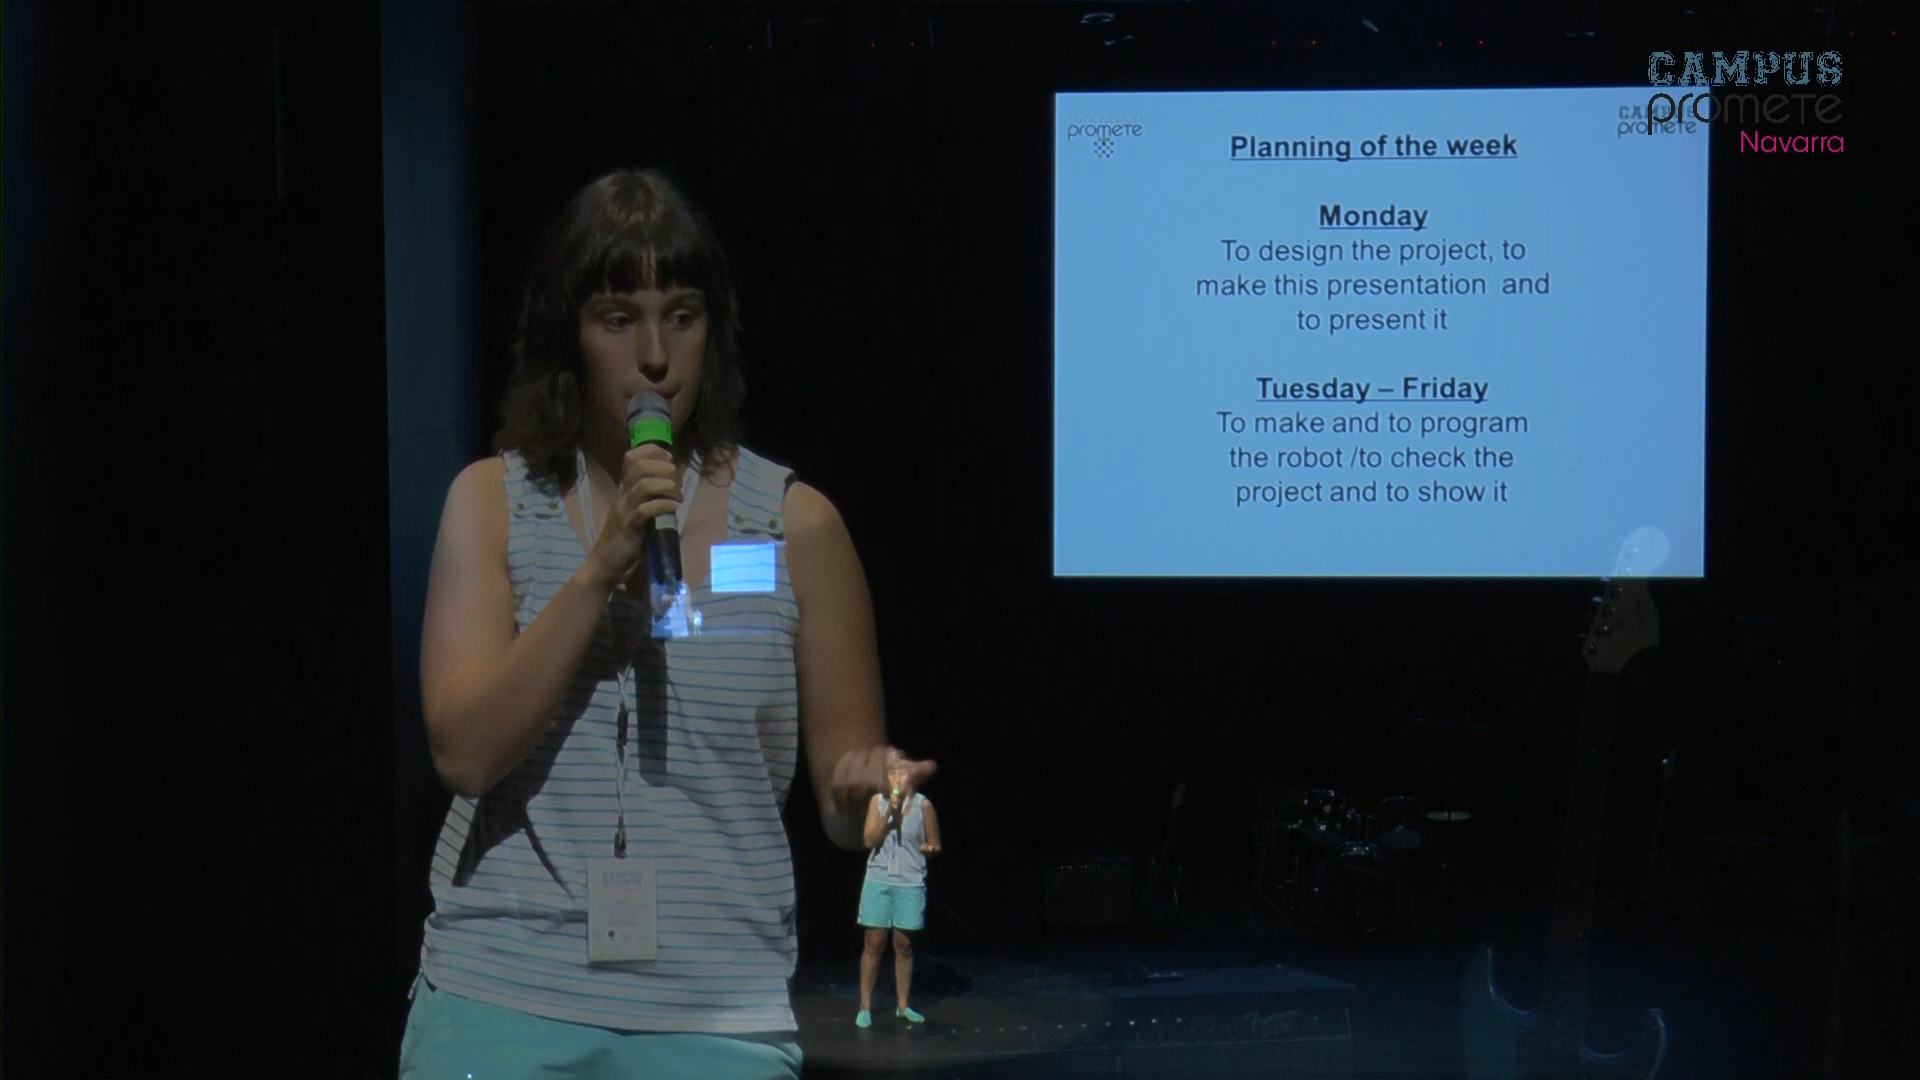 CAMPUS
promete
Navarra
fundación
promete
CAMPUS
promete
Planning of the week
Monday
To design the project, to
make this presentation and
to present it
Tuesday – Friday
To make and to program
the robot /to check the
project and to show it